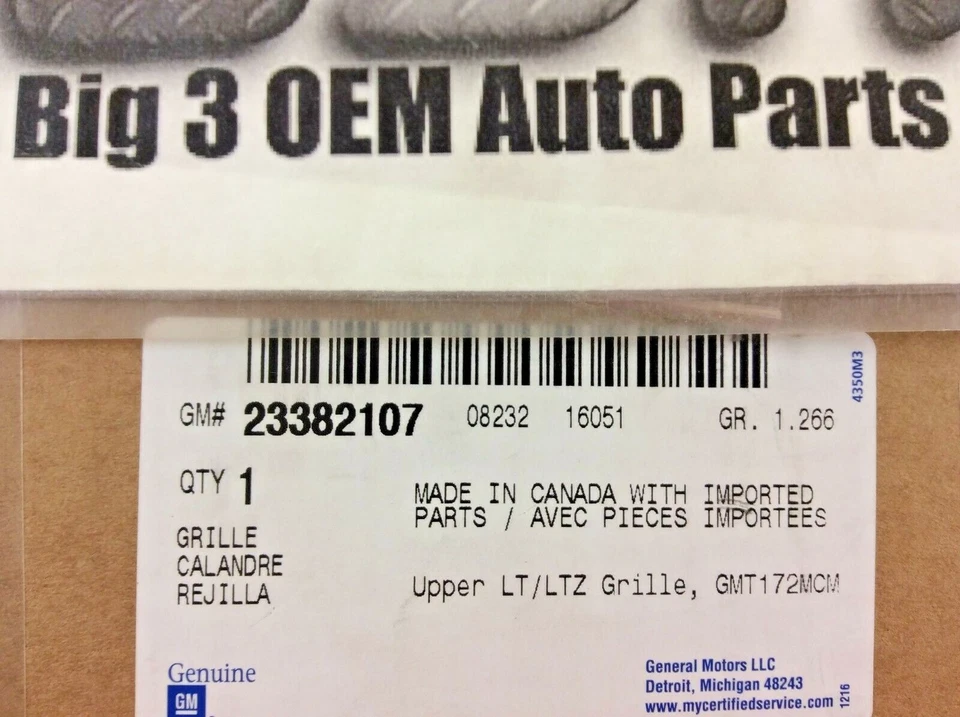 Big 3 OEM Auto Parts
4350M3
GM# 23382107 08232 16051 GR. 1.266
QTY 1
MADE IN CANADA WITH IMPORTED
PARTS / AVEC PIECES IMPORTEES
GRILLE
CALANDRE
REJILLA
Upper LT/LTZ Grille, GMT172MCM
Genuine
GM
General Motors LLC
Detroit, Michigan 48243
www.mycertifiedservice.com
1216